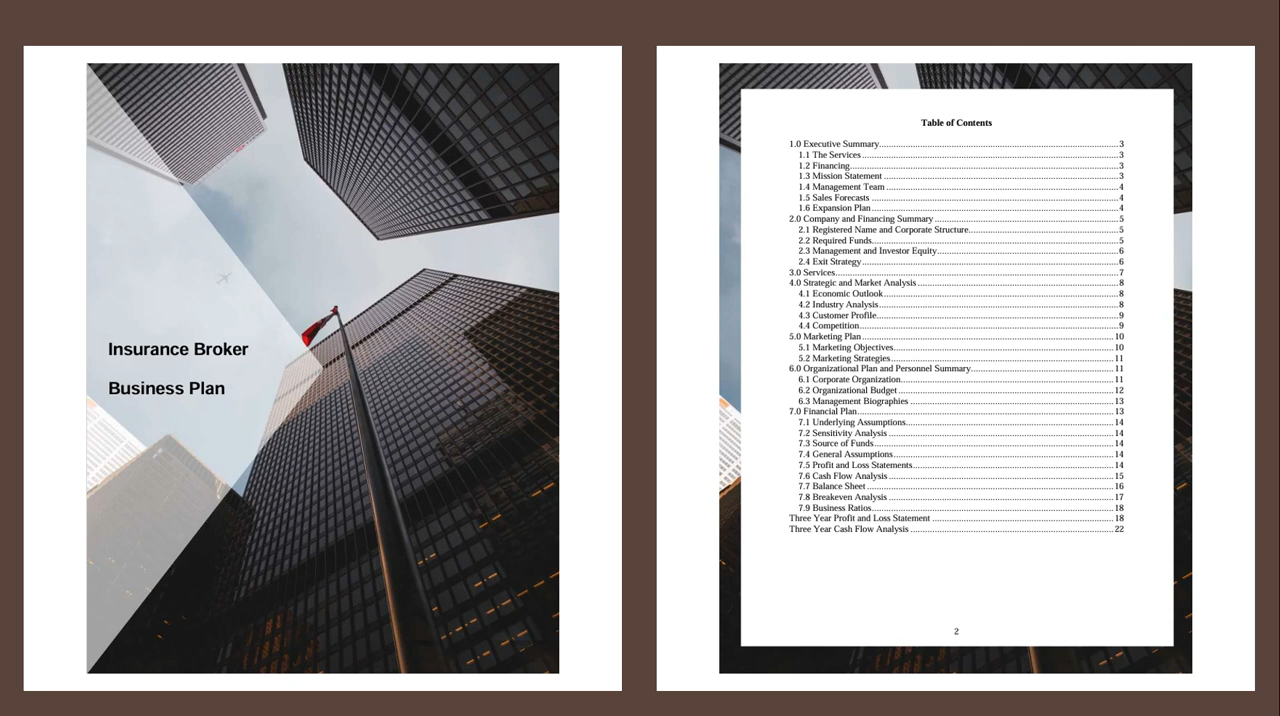 Insurance Broker
Business Plan
Table of Contents
1.0 Executive Summary 3
1.1 The Services 3
1.2 Financing 3
1.3 Mission Statement 3
1.4 Management Team 4
1.5 Sales Forecasts 4
1.6 Expansion Plan 4
2.0 Company and Financing Summary 5
2.1 Registered Name and Corporate Structure 5
2.2 Required Funds 5
2.3 Management and Investor Equity 6
2.4 Exit Strategy 6
3.0 Services 7
4.0 Strategic and Market Analysis 8
4.1 Economic Outlook 8
4.2 Industry Analysis 8
4.3 Customer Profile 9
4.4 Competition 9
5.0 Marketing Plan 10
5.1 Marketing Objectives 10
5.2 Marketing Strategies 11
6.0 Organizational Plan and Personnel Summary 11
6.1 Corporate Organization 11
6.2 Organizational Budget 12
6.3 Management Biographies 13
7.0 Financial Plan 13
7.1 Underlying Assumptions 14
7.2 Sensitivity Analysis 14
7.3 Source of Funds 14
7.4 General Assumptions 14
7.5 Profit and Loss Statements 14
7.6 Cash Flow Analysis 15
7.7 Balance Sheet 16
7.8 Breakeven Analysis 17
7.9 Business Ratios 18
Three Year Profit and Loss Statement 18
Three Year Cash Flow Analysis 22
2